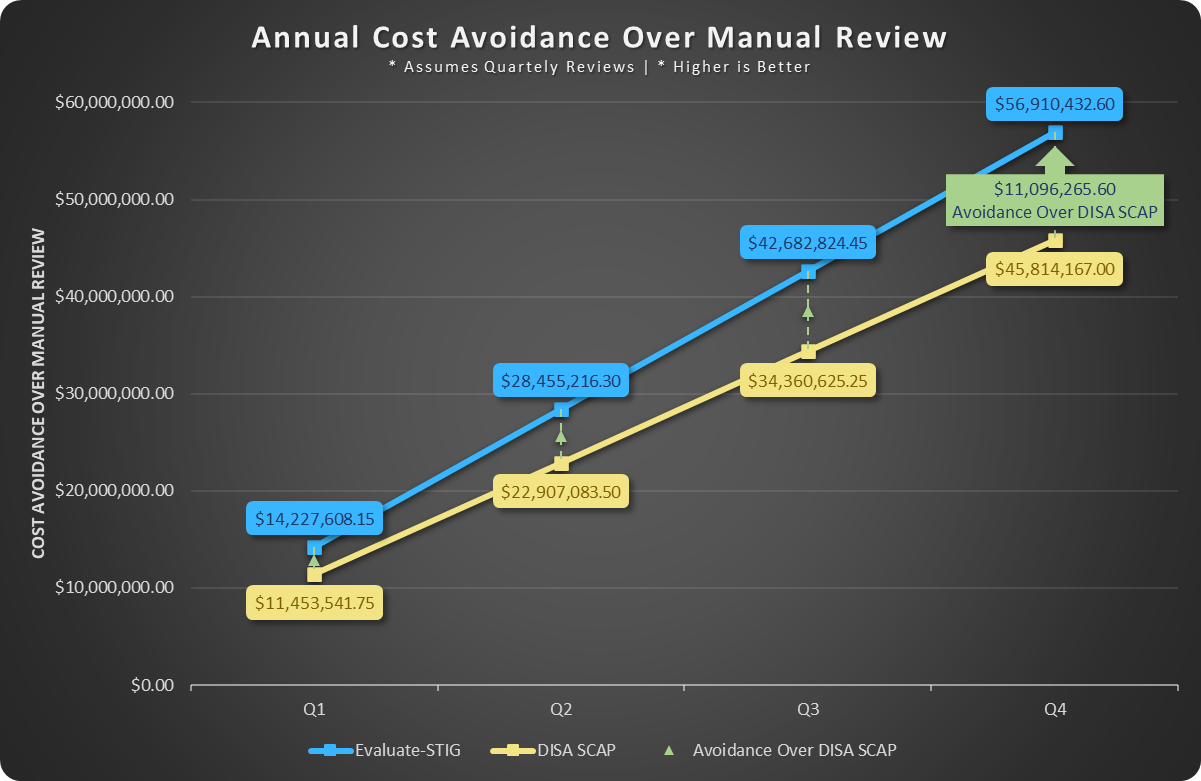 Annual Cost Avoidance Over Manual Review
* Assumes Quartely Reviews | * Higher is Better
COST AVOIDANCE OVER MANUAL REVIEW
$60,000,000.00
$50,000,000.00
$40,000,000.00
$30,000,000.00
$20,000,000.00
$10,000,000.00
$0.00
$14,227,608.15
$28,455,216.30
$42,682,824.45
$56,910,432.60
$11,096,265.60
Avoidance Over DISA SCAP
$11,453,541.75
$22,907,083.50
$34,360,625.25
$45,814,167.00
Q1
Q2
Q3
Q4
Evaluate-STIG
DISA SCAP
Avoidance Over DISA SCAP